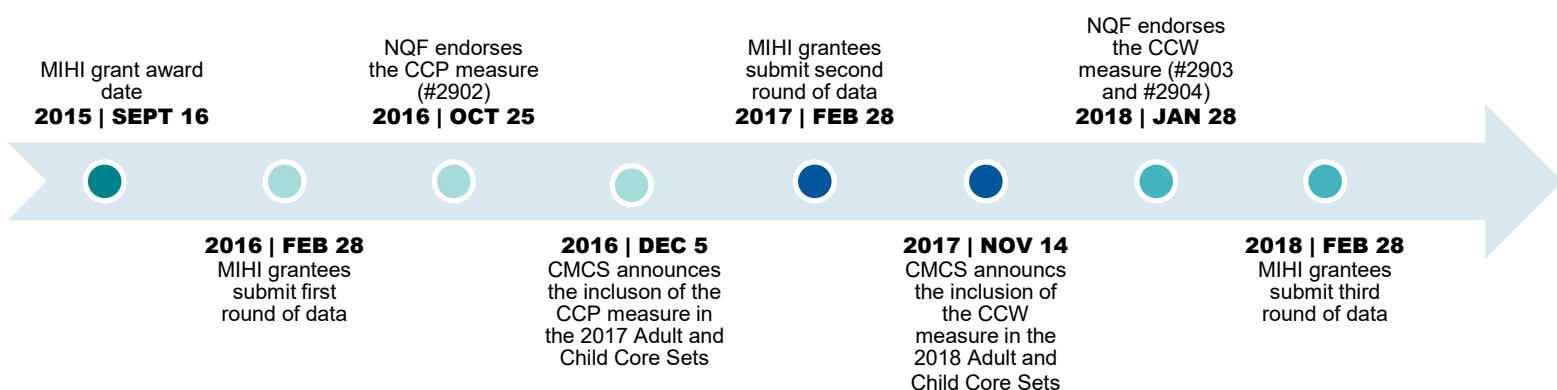 MIHI grant award
date
2015 | SEPT 16
2016 | FEB 28
MIHI grantees
submit first
round of data
NQF endorses
the CCP measure
(#2902)
2016 | OCT 25
2016 | DEC 5
CMCS announces
the incluson of the
CCP measure in
the 2017 Adult and
Child Core Sets
MIHI grantees
submit second
round of data
2017 | FEB 28
2017 | NOV 14
CMCS announcs
the inclusion of
the CCW
measure in the
2018 Adult and
Child Core Sets
NQF endorses
the CCW
measure (#2903
and #2904)
2018 | JAN 28
2018 | FEB 28
MIHI grantees
submit third
round of data